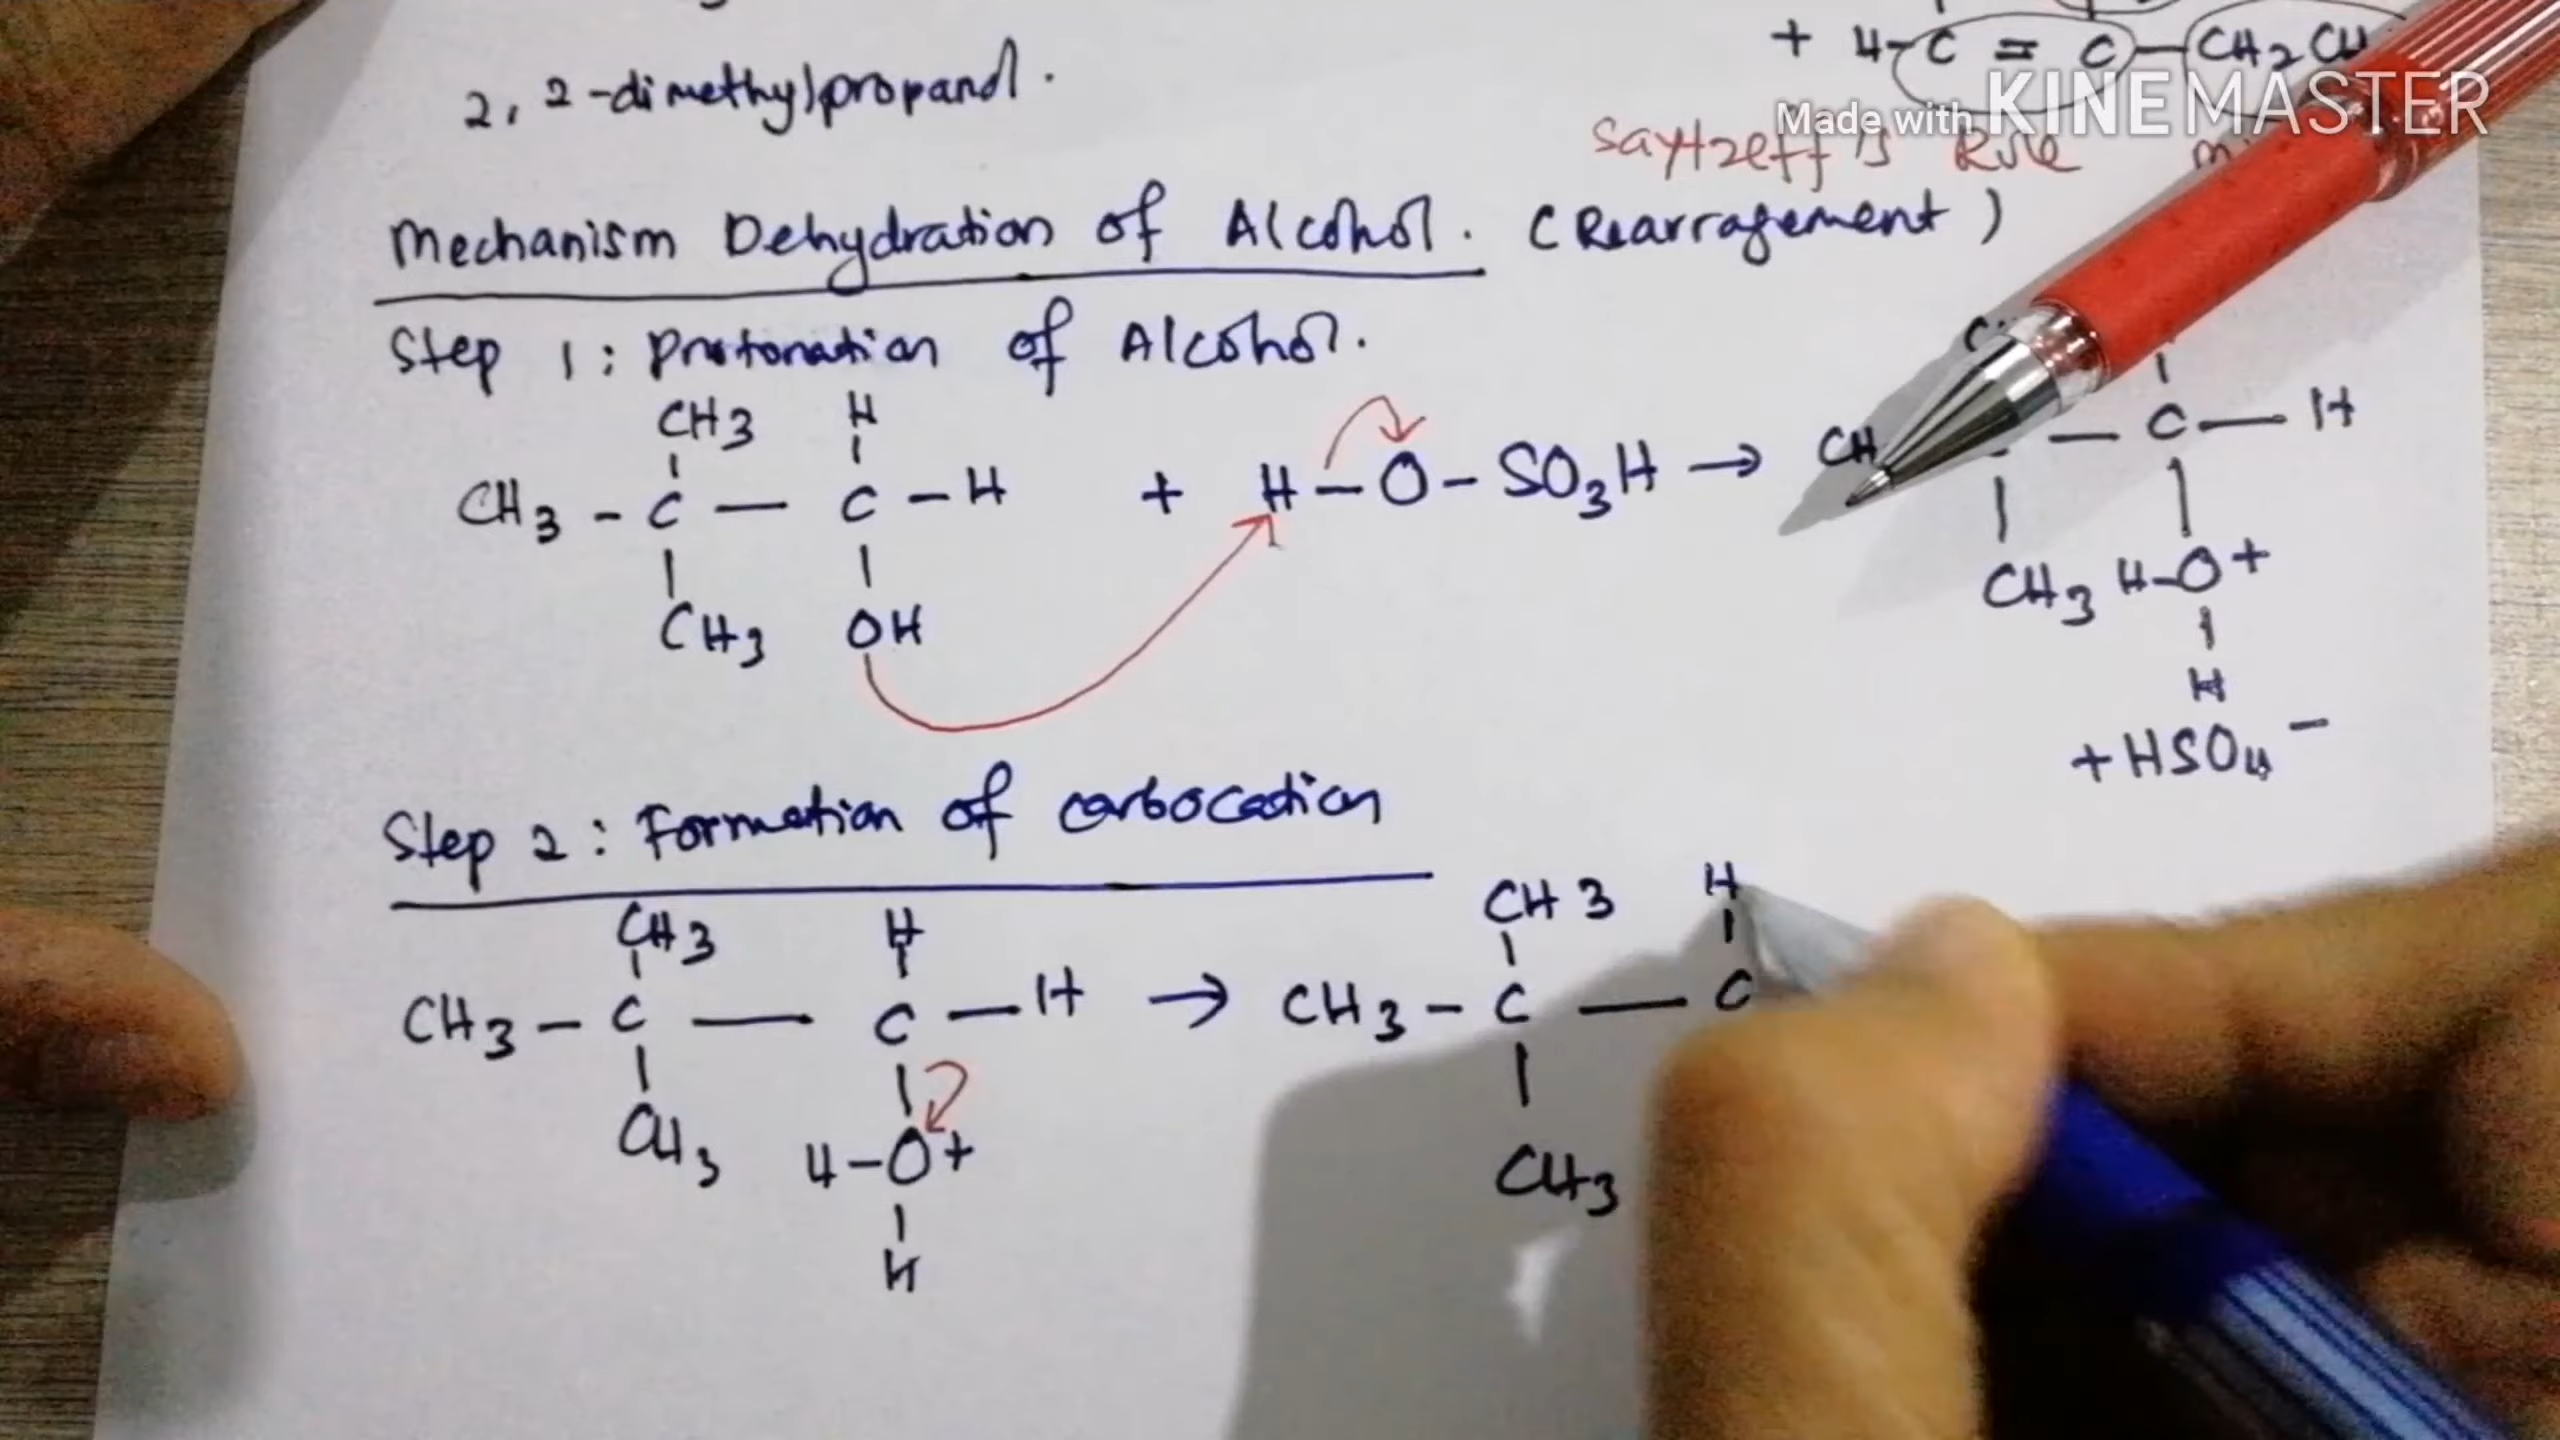 + H-C = C-CH2CH
2, 2-dimethylpropanol.
Made with KINEMASTER
Saytzeff's Rule
Mechanism Dehydration of Alcohol. (Rearragement)
Step 1: Protonation of Alcohol.
CH3 H
CH3 - C — C - H + H - O - SO3H → CH — C — H
CH3 OH CH3 H-O+
H
+ HSO4 -
Step 2: Formation of carbocation
CH3 H CH3 H
CH3 - C — C — H → CH3 - C — C
CH3 H-O+ CH3
H